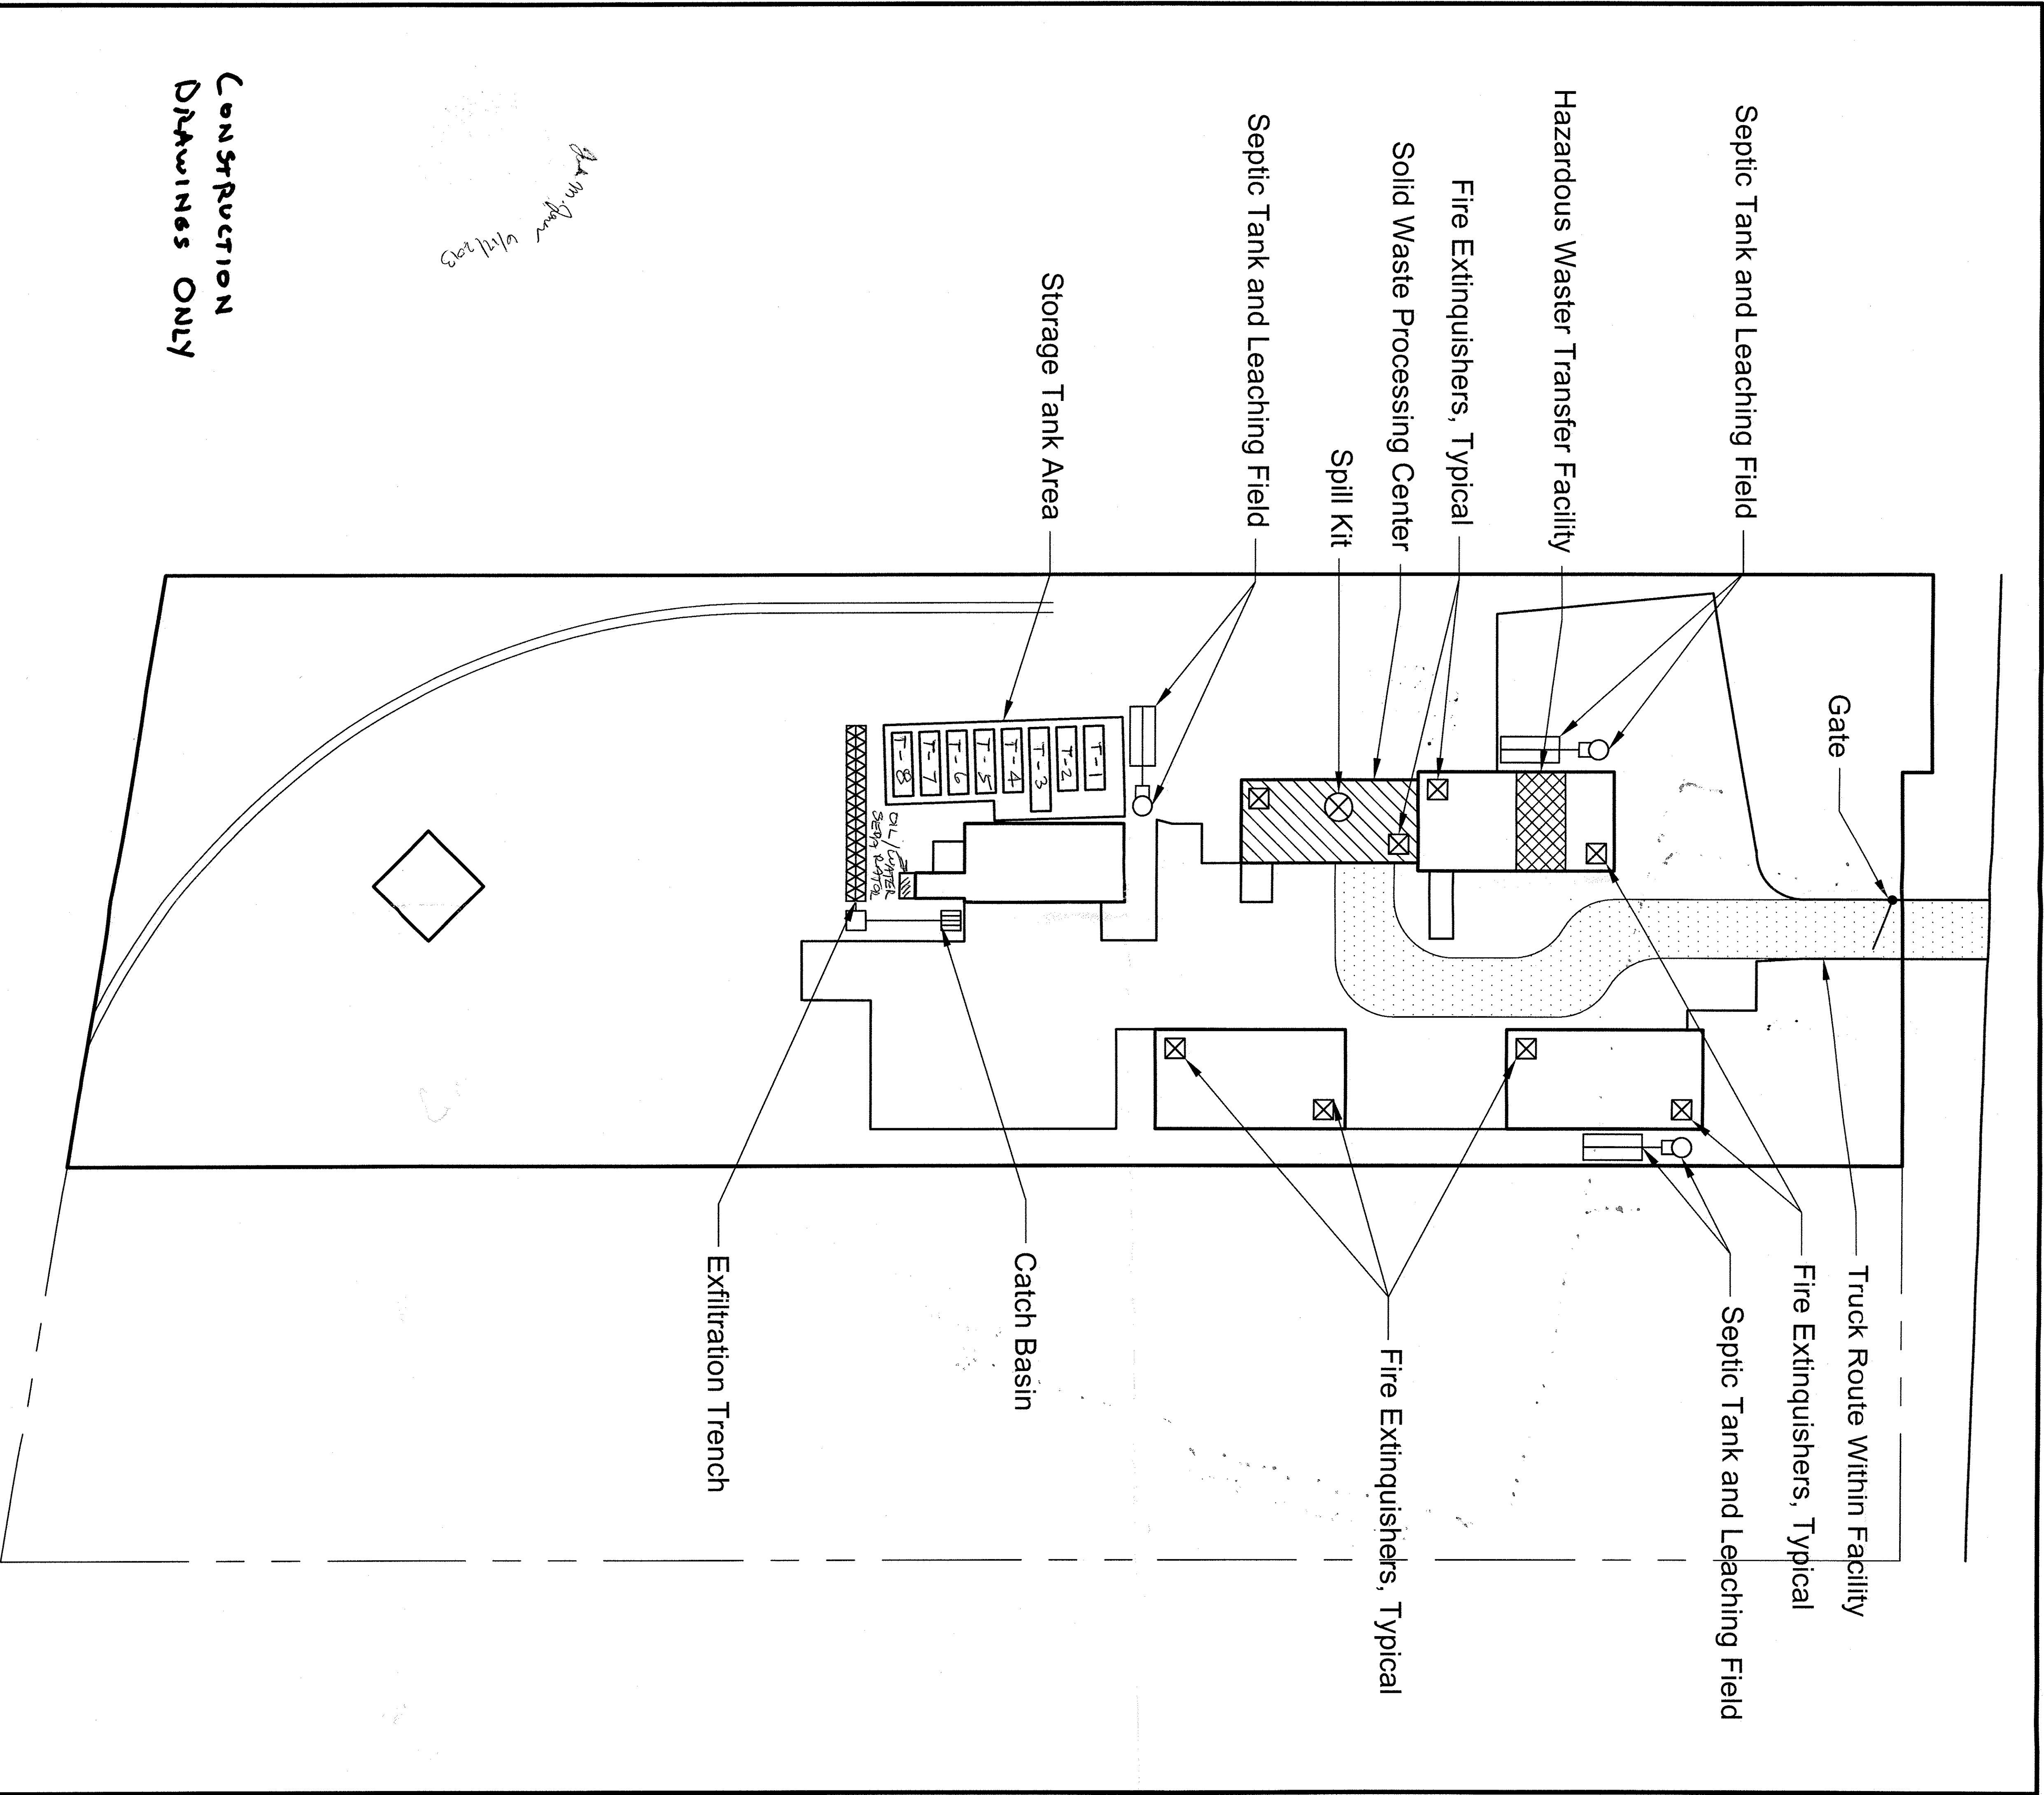 Septic Tank and Leaching Field
Hazardous Waster Transfer Facility
Fire Extinquishers, Typical
Solid Waste Processing Center
Spill Kit
Septic Tank and Leaching Field
Storage Tank Area
Gate
Truck Route Within Facility
Fire Extinquishers, Typical
Septic Tank and Leaching Field
Fire Extinquishers, Typical
Catch Basin
Exfiltration Trench
T-1
T-2
T-3
T-4
T-5
T-6
T-7
T-8
OIL/WATER
SEPARATOR
CONSTRUCTION
DRAWINGS ONLY